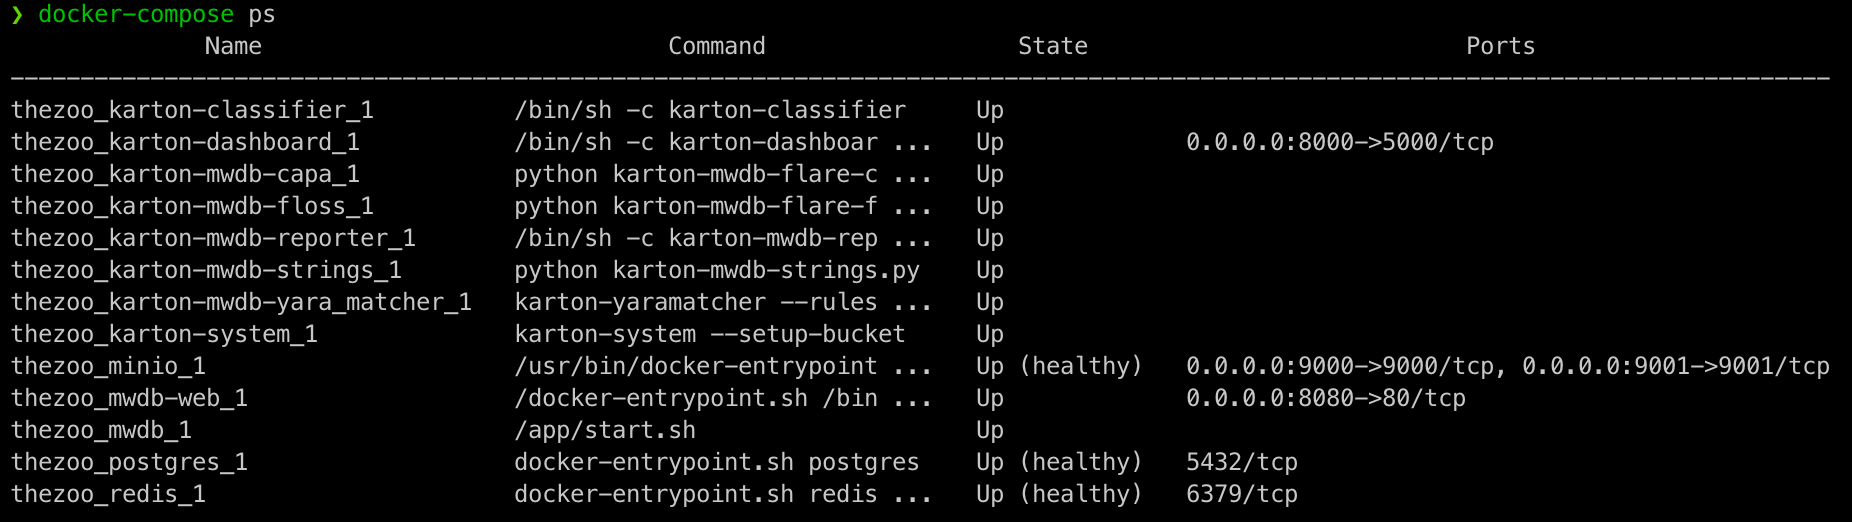 ❯ docker-compose ps
Name Command State Ports
--------------------------------------------------------------------------------------------------------------------------------------
thezoo_karton-classifier_1 /bin/sh -c karton-classifier Up
thezoo_karton-dashboard_1 /bin/sh -c karton-dashboar ... Up 0.0.0.0:8000->5000/tcp
thezoo_karton-mwdb-capa_1 python karton-mwdb-flare-c ... Up
thezoo_karton-mwdb-floss_1 python karton-mwdb-flare-f ... Up
thezoo_karton-mwdb-reporter_1 /bin/sh -c karton-mwdb-rep ... Up
thezoo_karton-mwdb-strings_1 python karton-mwdb-strings.py Up
thezoo_karton-mwdb-yara_matcher_1 karton-yaramatcher --rules ... Up
thezoo_karton-system_1 karton-system --setup-bucket Up
thezoo_minio_1 /usr/bin/docker-entrypoint ... Up (healthy) 0.0.0.0:9000->9000/tcp, 0.0.0.0:9001->9001/tcp
thezoo_mwdb-web_1 /docker-entrypoint.sh /bin ... Up 0.0.0.0:8080->80/tcp
thezoo_mwdb_1 /app/start.sh Up
thezoo_postgres_1 docker-entrypoint.sh postgres Up (healthy) 5432/tcp
thezoo_redis_1 docker-entrypoint.sh redis ... Up (healthy) 6379/tcp